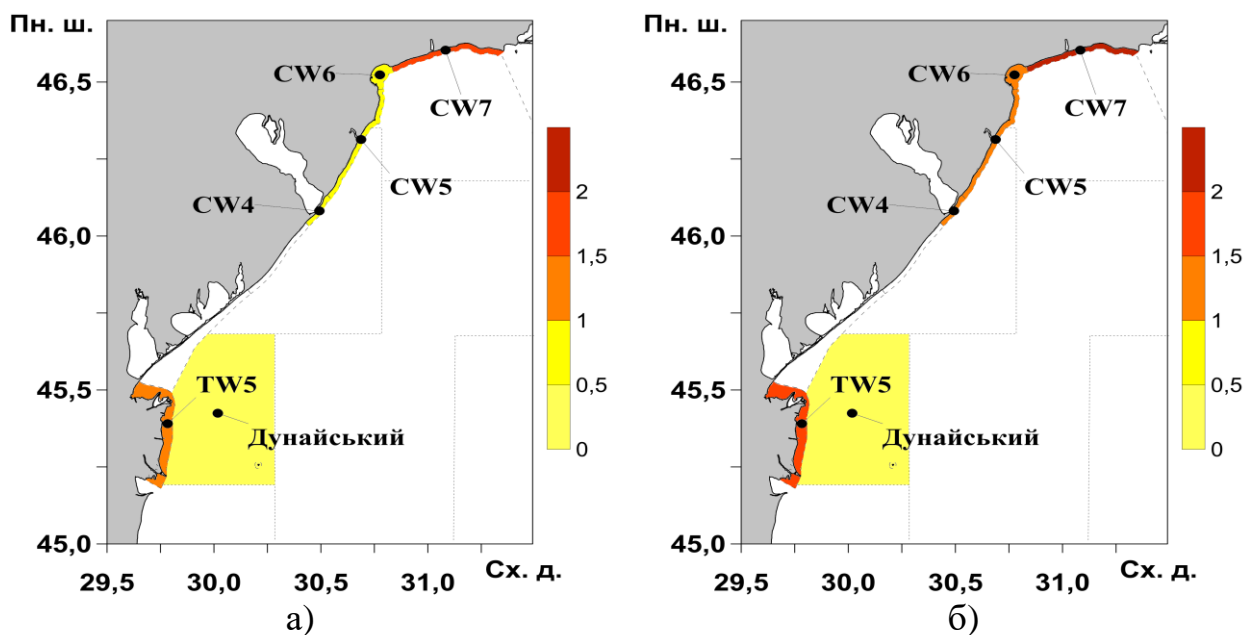 Пн. ш.
46,5
46,0
45,5
45,0
29,5
30,0
30,5
31,0
Сх. д.
CW6
CW7
CW5
CW4
TW5
Дунайський
2
1,5
1
0,5
0
а)
Пн. ш.
46,5
46,0
45,5
45,0
29,5
30,0
30,5
31,0
Сх. д.
CW6
CW7
CW5
CW4
TW5
Дунайський
2
1,5
1
0,5
0
б)